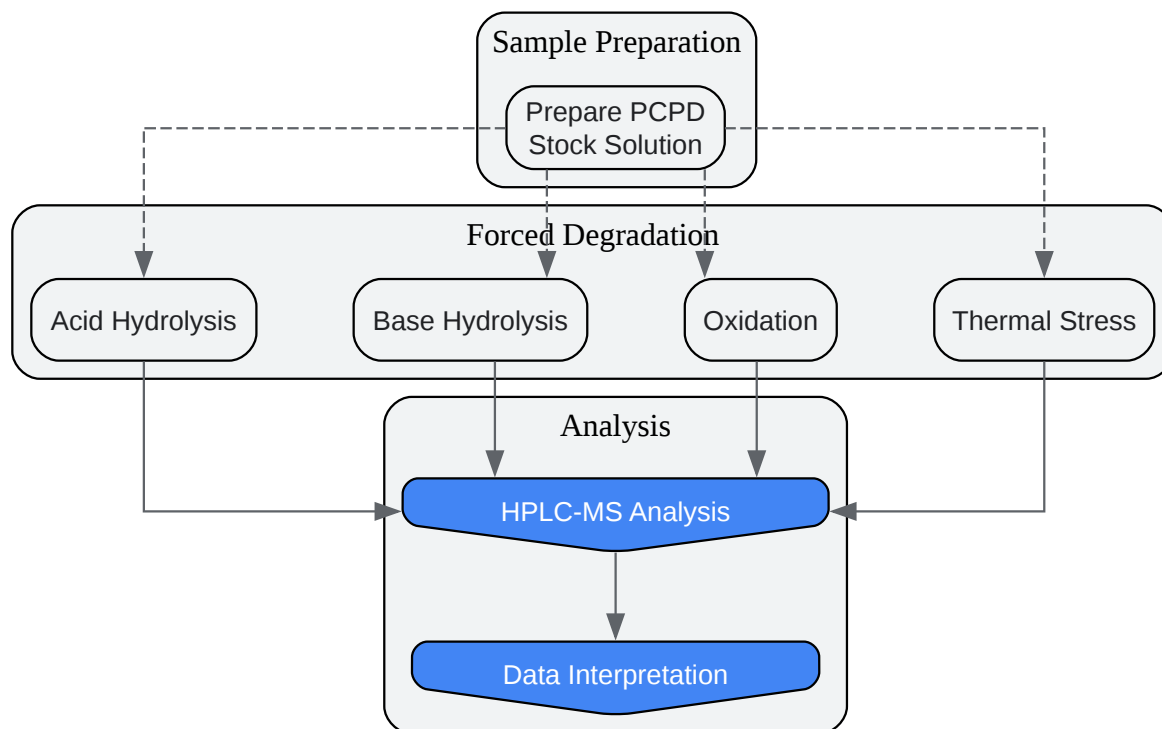 Sample Preparation
Prepare PCPD
Stock Solution
Forced Degradation
Acid Hydrolysis
Base Hydrolysis
Oxidation
Thermal Stress
Analysis
HPLC-MS Analysis
Data Interpretation